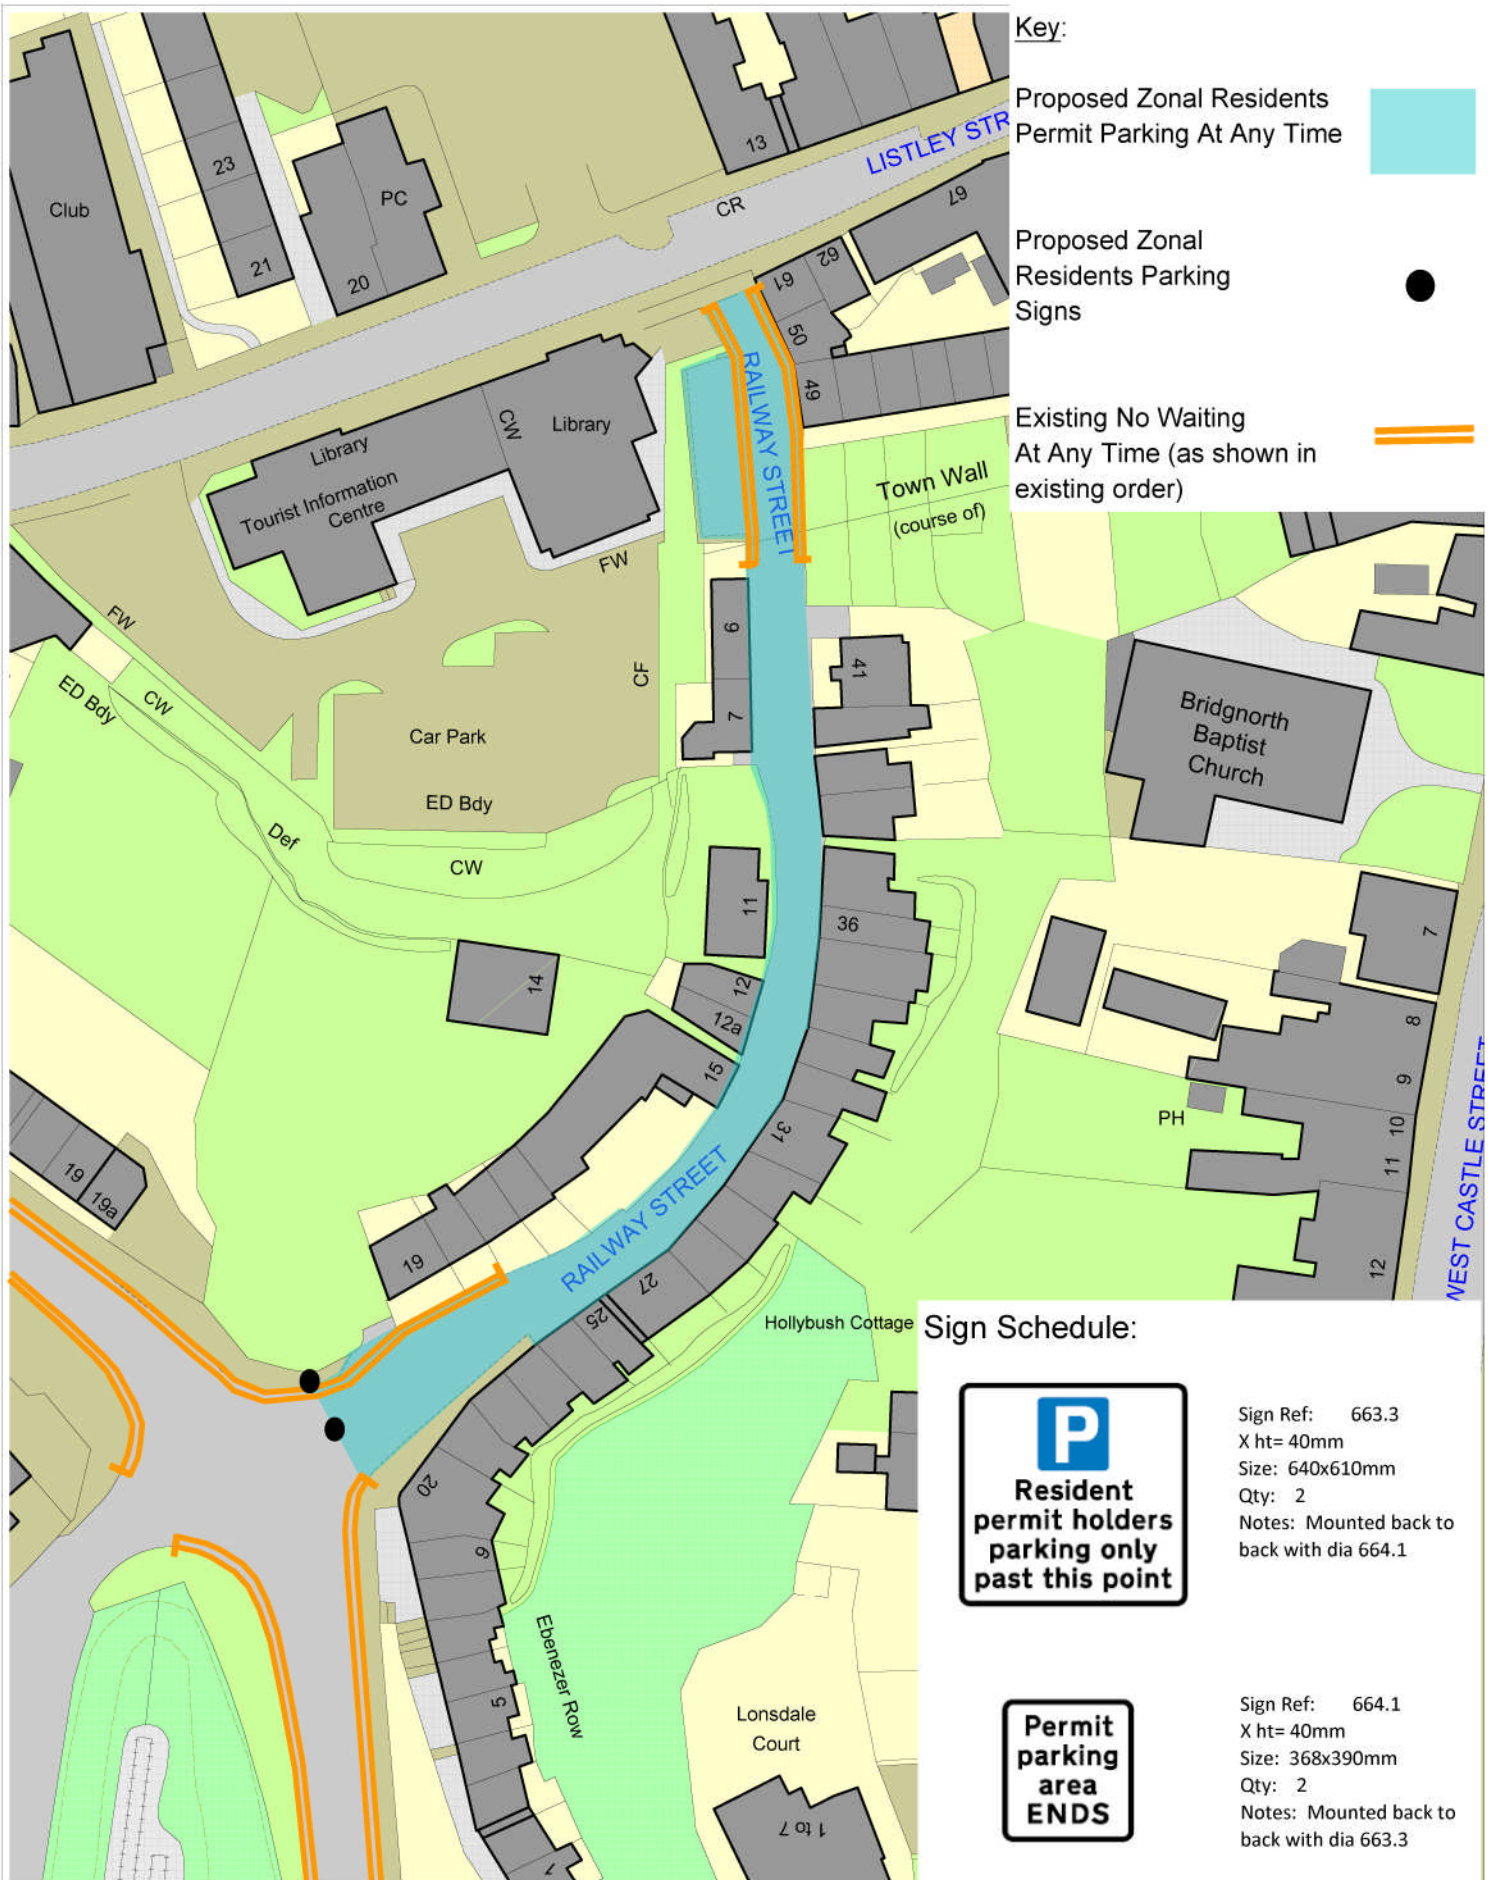 Key:
Proposed Zonal Residents
Permit Parking At Any Time
Proposed Zonal
Residents Parking
Signs
Existing No Waiting
At Any Time (as shown in
existing order)
LISTLEY STR
CR
13
67
62
61
50
49
Club
23
21
20
PC
Library
CW
Library
Tourist Information
Centre
FW
RAILWAY STREET
Town Wall
(course of)
FW
ED Bdy
CW
CF
Car Park
ED Bdy
Def
CW
9
7
41
Bridgnorth
Baptist
Church
11
36
14
12
12a
15
31
7
8
9
10
11
12
PH
WEST CASTLE STREET
19
19a
19
RAILWAY STREET
27
25
Hollybush Cottage
20
9
5
1
Ebenezer Row
Lonsdale
Court
1 to 7
Sign Schedule:
P
Resident
permit holders
parking only
past this point
Sign Ref: 663.3
X ht= 40mm
Size: 640x610mm
Qty: 2
Notes: Mounted back to
back with dia 664.1
Permit
parking
area
ENDS
Sign Ref: 664.1
X ht= 40mm
Size: 368x390mm
Qty: 2
Notes: Mounted back to
back with dia 663.3